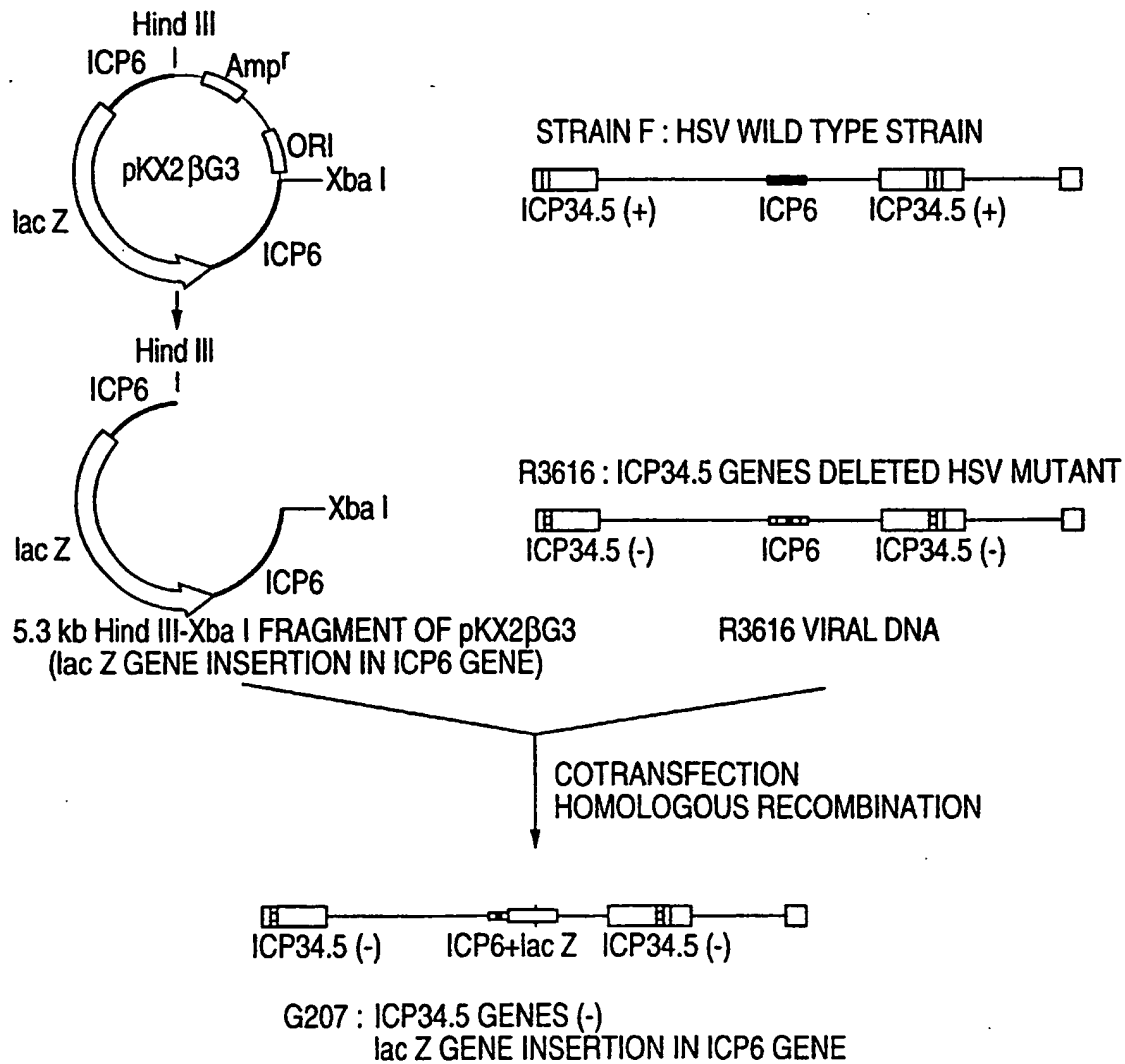 Hind III
ICP6
Amp^r
ORI
pKX2βG3
Xba I
lac Z
ICP6
STRAIN F : HSV WILD TYPE STRAIN
ICP34.5 (+)
ICP6
ICP34.5 (+)
Hind III
ICP6
Xba I
lac Z
ICP6
5.3 kb Hind III-Xba I FRAGMENT OF pKX2βG3
(lac Z GENE INSERTION IN ICP6 GENE)
R3616 : ICP34.5 GENES DELETED HSV MUTANT
ICP34.5 (-)
ICP6
ICP34.5 (-)
R3616 VIRAL DNA
COTRANSFECTION
HOMOLOGOUS RECOMBINATION
ICP34.5 (-)
ICP6+lac Z
ICP34.5 (-)
G207 : ICP34.5 GENES (-)
lac Z GENE INSERTION IN ICP6 GENE